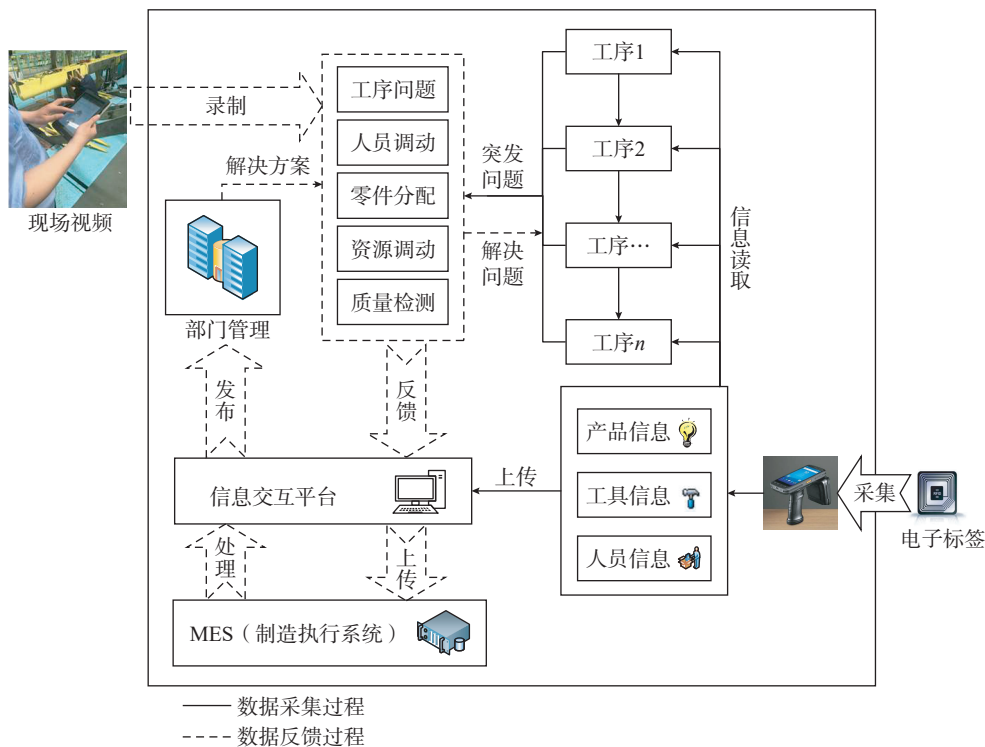 现场视频
录制
解决方案
部门管理
工序问题
人员调动
零件分配
资源调动
质量检测
突发
问题
解决
问题
工序1
工序2
工序…
工序n
信息读取
发布
反馈
信息交互平台
上传
处理
上传
MES（制造执行系统）
产品信息
工具信息
人员信息
采集
电子标签
数据采集过程
数据反馈过程